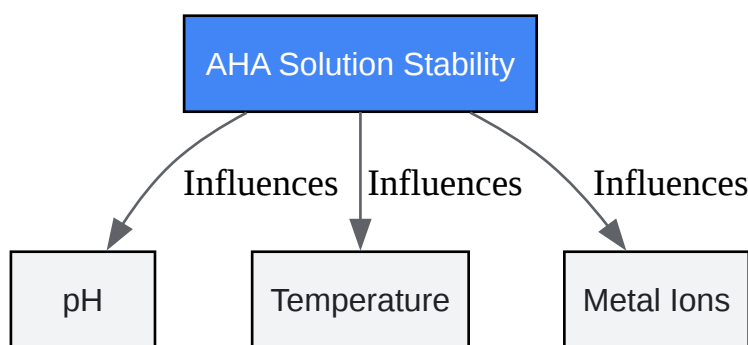 AHA Solution Stability
Influences
Influences
Influences
pH
Temperature
Metal Ions